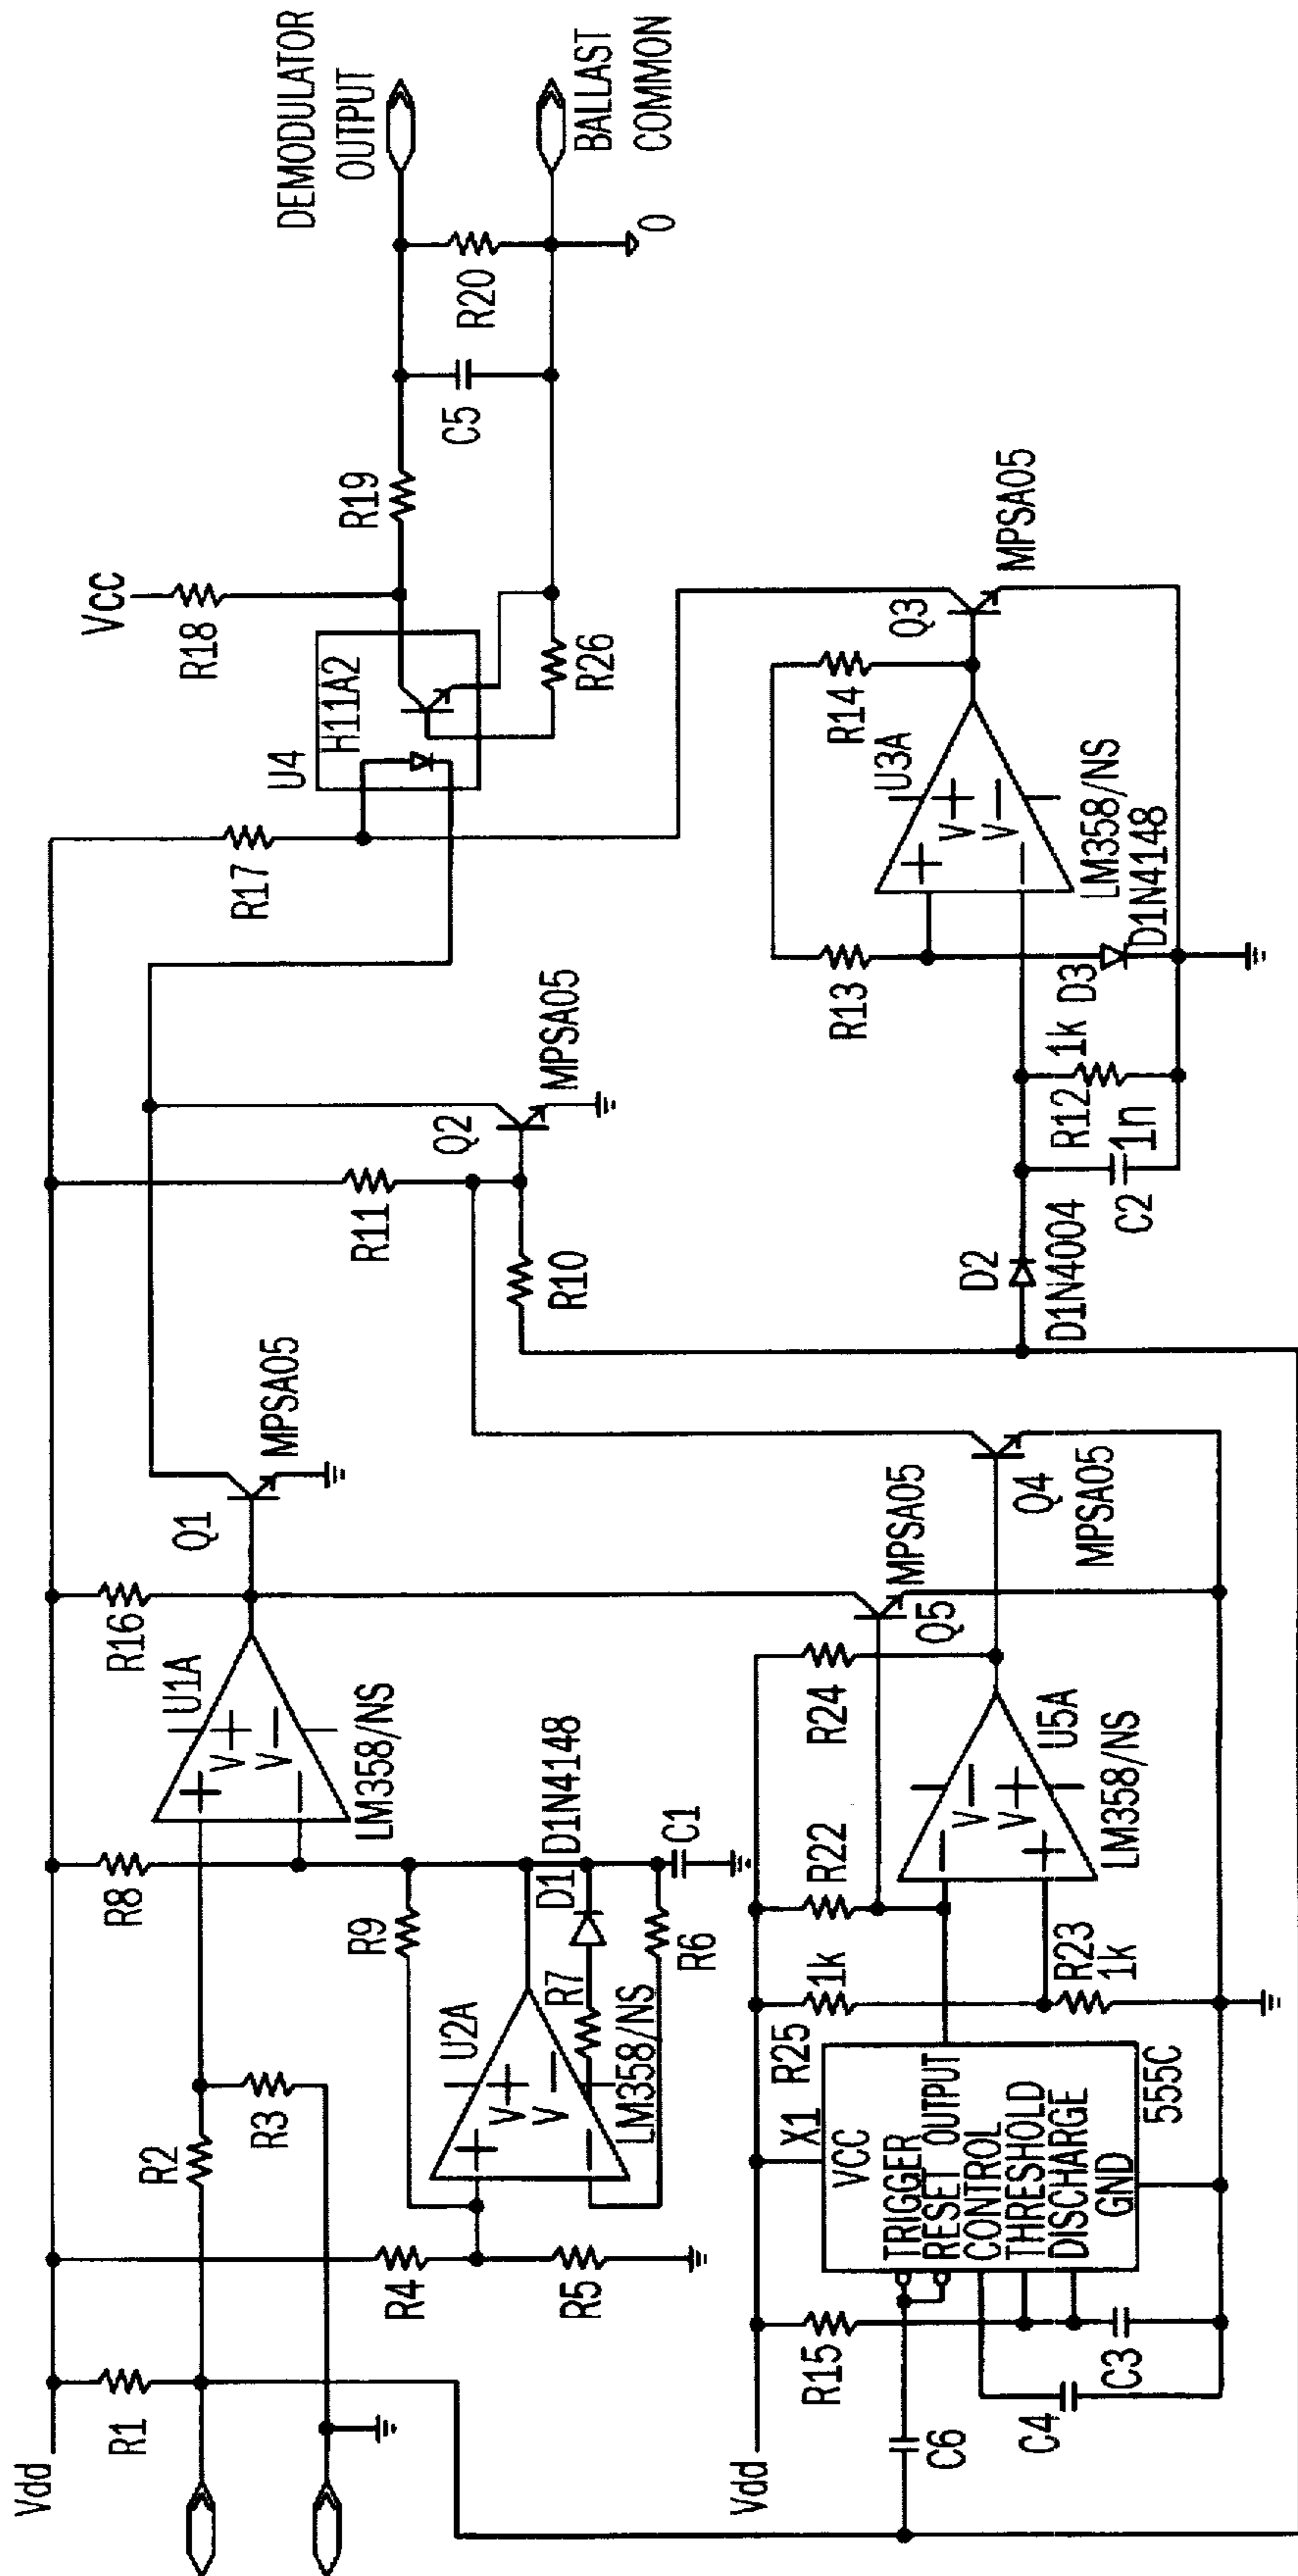 Vdd
R1
R2
R3
R4
R5
R8
R9
U2A
+
V+
V−
−
LM358/NS
R7
D1
D1N4148
R6
C1
R16
U1A
+
V+
V−
−
LM358/NS
Q1
MPSA05
R11
R10
Q2
MPSA05
R17
U4
H11A2
Vcc
R18
R19
R26
C5
R20
DEMODULATOR
OUTPUT
BALLAST
COMMON
0
Vdd
C6
R15
C4
C3
X1
VCC
TRIGGER
RESET
OUTPUT
CONTROL
THRESHOLD
DISCHARGE
GND
555C
R25
1k
R22
R23
1k
R24
−
V−
V+
+
U5A
LM358/NS
Q5
MPSA05
Q4
MPSA05
D2
D1N4004
C2
1n
R12
1k
D3
D1N4148
R13
R14
U3A
+
V+
V−
−
LM358/NS
Q3
MPSA05